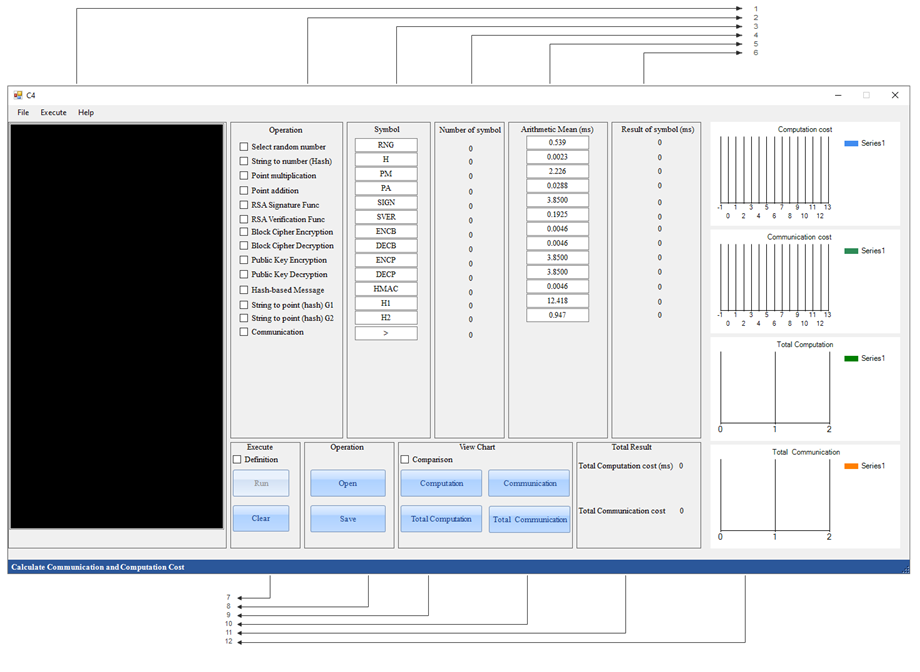 1
2
3
4
5
6
C4
File Execute Help
Operation
Select random number
String to number (Hash)
Point multiplication
Point addition
RSA Signature Func
RSA Verification Func
Block Cipher Encryption
Block Cipher Decryption
Public Key Encryption
Public Key Decryption
Hash-based Message
String to point (hash) G1
String to point (hash) G2
Communication
Symbol
RNG
H
PM
PA
SIGN
SVER
ENCB
DECB
ENCP
DECP
HMAC
H1
H2
>
Number of symbol
0
0
0
0
0
0
0
0
0
0
0
0
0
0
Arithmetic Mean (ms)
0.539
0.0023
2.226
0.0288
3.8500
0.1925
0.0046
0.0046
3.8500
3.8500
0.0046
12.418
0.947
Result of symbol (ms)
0
0
0
0
0
0
0
0
0
0
0
0
0
Computation cost
Series1
-1 1 3 5 7 9 11 13
0 2 4 6 8 10 12
Communication cost
Series1
-1 1 3 5 7 9 11 13
0 2 4 6 8 10 12
Total Computation
Series1
0 1 2
Total Communication
Series1
0 1 2
Execute
Definition
Run
Clear
Operation
Open
Save
View Chart
Comparison
Computation Communication
Total Computation Total Communication
Total Result
Total Computation cost (ms) 0
Total Communication cost 0
Calculate Communication and Computation Cost
7
8
9
10
11
12